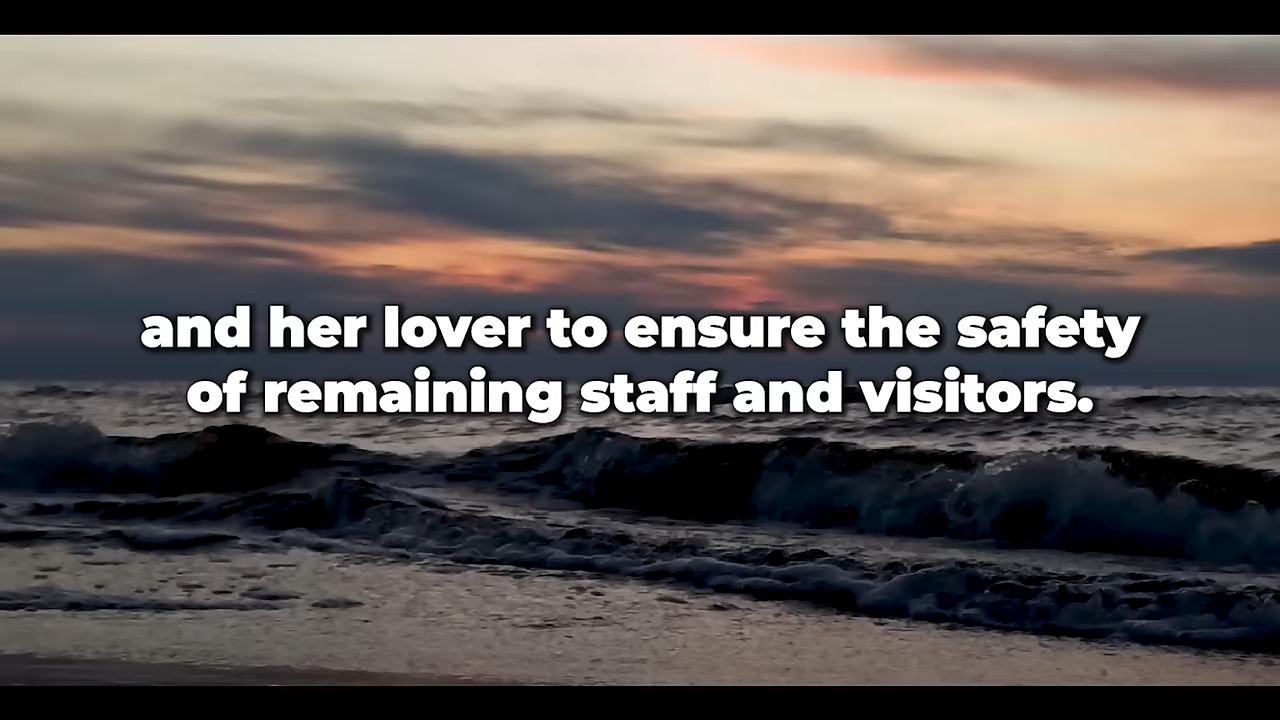 and her lover to ensure the safety
of remaining staff and visitors.